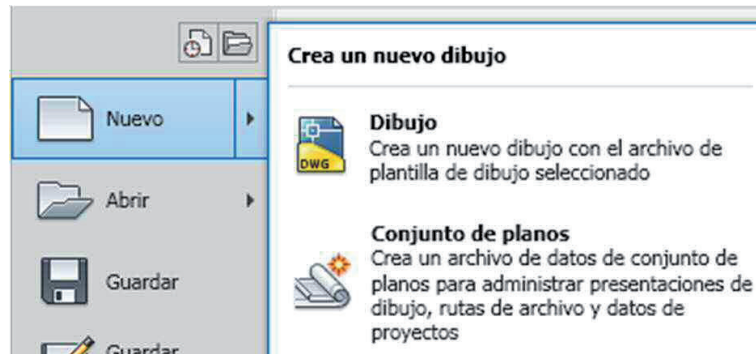 Crea un nuevo dibujo
Nuevo
Dibujo
Crea un nuevo dibujo con el archivo de
plantilla de dibujo seleccionado
DWG
Abrir
Conjunto de planos
Crea un archivo de datos de conjunto de
planos para administrar presentaciones de
dibujo, rutas de archivo y datos de
proyectos
Guardar
Guardar